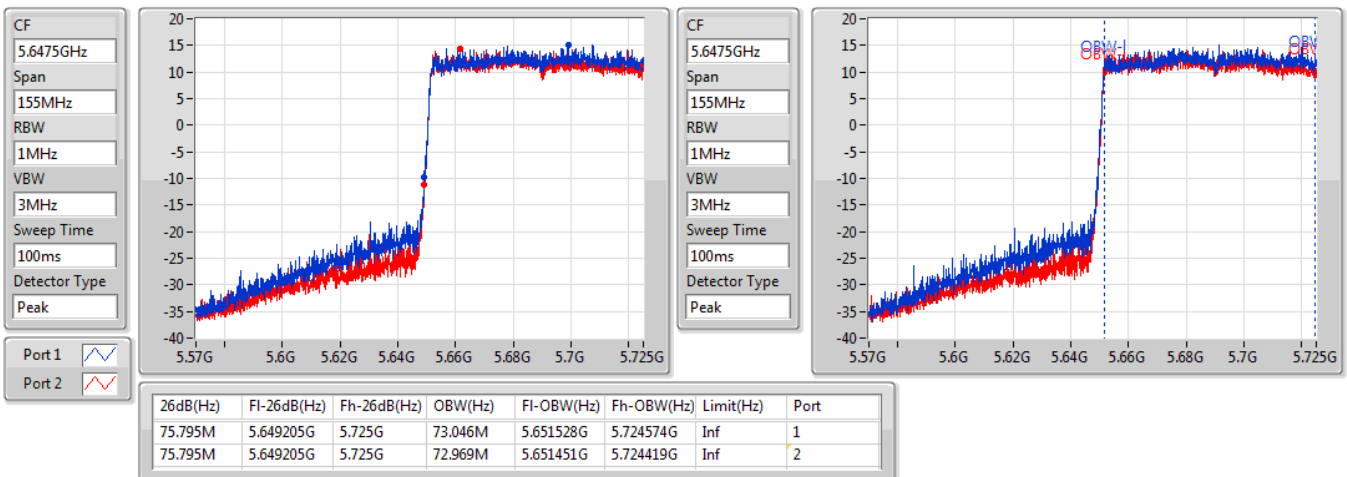 CF
5.6475GHz
Span
155MHz
RBW
1MHz
VBW
3MHz
Sweep Time
100ms
Detector Type
Peak
Port 1
Port 2
20
15
10
5
0
-5
-10
-15
-20
-25
-30
-35
-40
5.57G 5.6G 5.62G 5.64G 5.66G 5.68G 5.7G 5.725G
CF
5.6475GHz
Span
155MHz
RBW
1MHz
VBW
3MHz
Sweep Time
100ms
Detector Type
Peak
20
15
10
5
0
-5
-10
-15
-20
-25
-30
-35
-40
OBW-l
OBW
5.57G 5.6G 5.62G 5.64G 5.66G 5.68G 5.7G 5.725G
26dB(Hz) Fl-26dB(Hz) Fh-26dB(Hz) OBW(Hz) Fl-OBW(Hz) Fh-OBW(Hz) Limit(Hz) Port
75.795M 5.649205G 5.725G 73.046M 5.651528G 5.724574G Inf 1
75.795M 5.649205G 5.725G 72.969M 5.651451G 5.724419G Inf 2